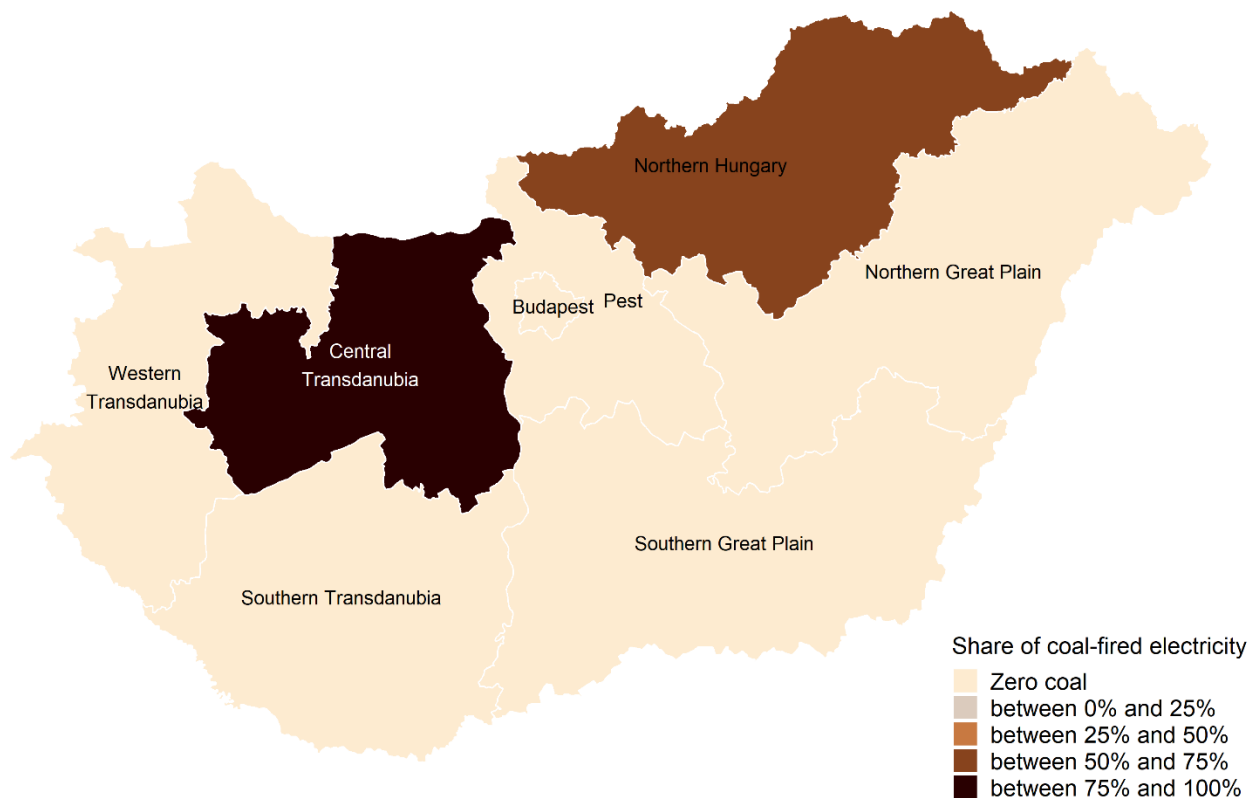 Northern Hungary
Northern Great Plain
Budapest
Pest
Central
Transdanubia
Western
Transdanubia
Southern Great Plain
Southern Transdanubia
Share of coal-fired electricity
Zero coal
between 0% and 25%
between 25% and 50%
between 50% and 75%
between 75% and 100%